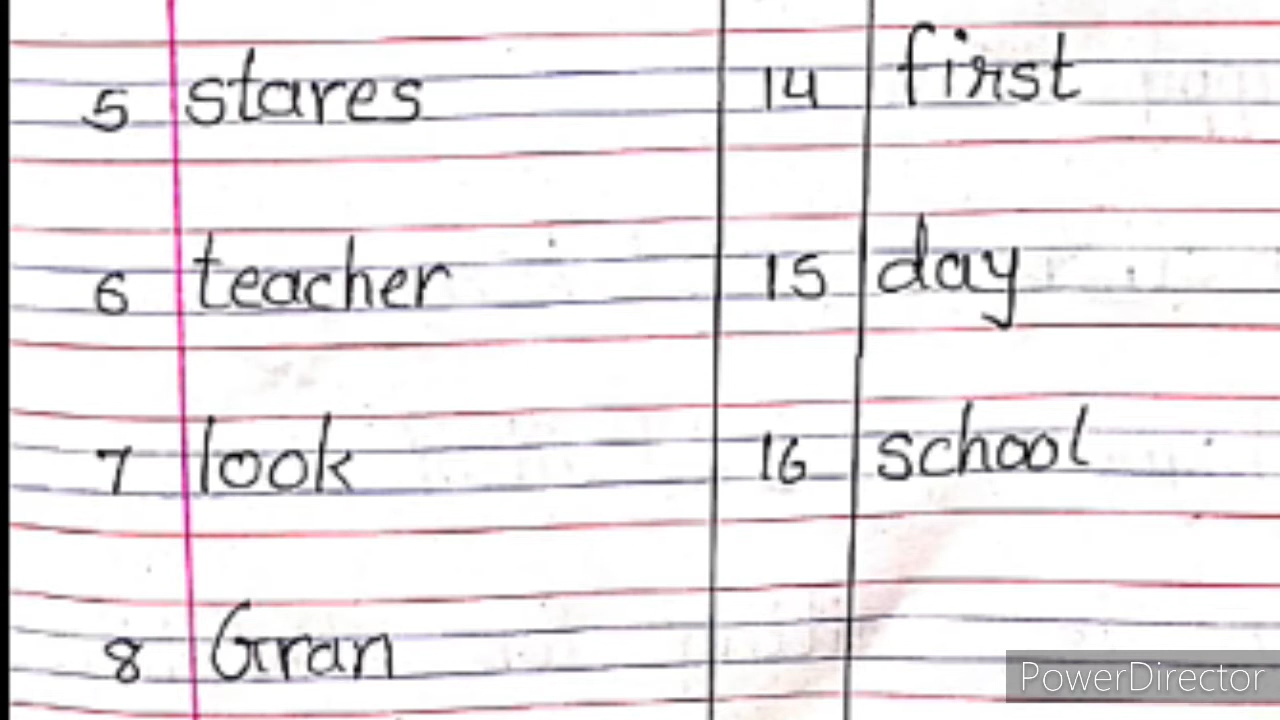 5 stares
6 teacher
7 look
8 Gran
14 first
15 day
16 school
PowerDirector